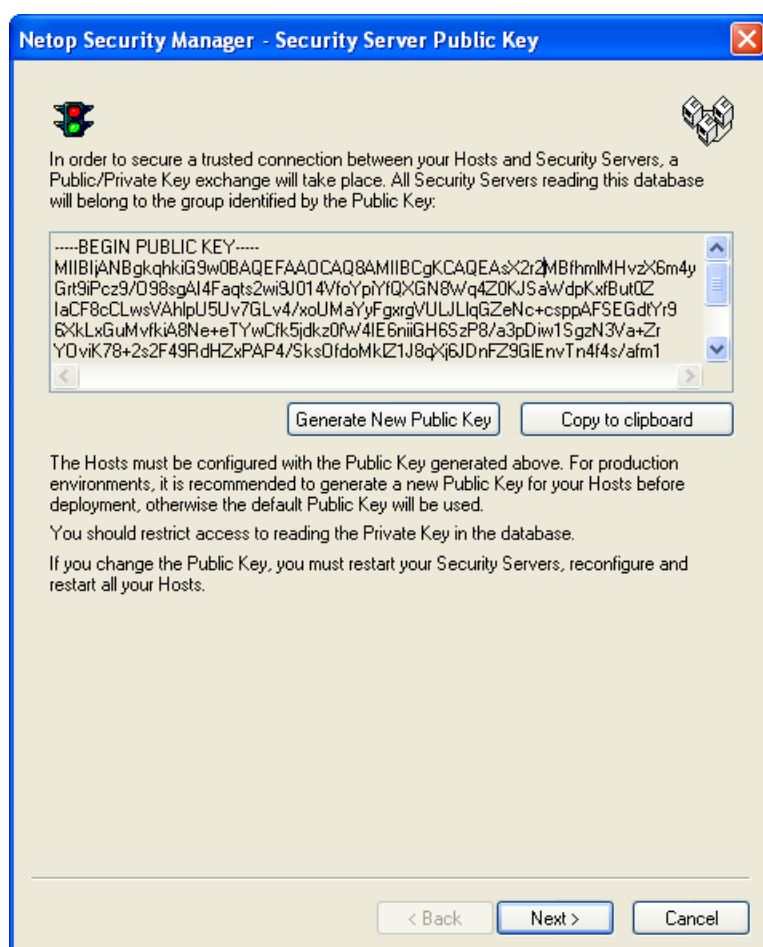 Netop Security Manager - Security Server Public Key
In order to secure a trusted connection between your Hosts and Security Servers, a
Public/Private Key exchange will take place. All Security Servers reading this database
will belong to the group identified by the Public Key:
-----BEGIN PUBLIC KEY-----
MIIBIjANBgkqhkiG9w0BAQEFAAOCAQ8AMIIBCgKCAQEAsX2r2MBfhmlMHvzX6m4y
Grt9iPcz9/O98sgAI4Faqts2wi9J014VfoYpiYfQXGN8Wq4Z0KJSaWdpKxfBut0Z
IaCF8cCLwsVAhlpU5Uv7GLv4/xoUMaYyFgxrgVULJLlqGZeNc+csppAFSEGdtYr9
6XkLxGuMvfkiA8Ne+eTYwCfk5jdkz0fW4IE6niiGH6SzP8/a3pDiw1SgzN3Va+Zr
YOviK78+2s2F49RdHZxPAP4/SksOfdoMklZ1J8qXj6JDnFZ9GlEnvTn4f4s/afm1
Generate New Public Key
Copy to clipboard
The Hosts must be configured with the Public Key generated above. For production
environments, it is recommended to generate a new Public Key for your Hosts before
deployment, otherwise the default Public Key will be used.
You should restrict access to reading the Private Key in the database.
If you change the Public Key, you must restart your Security Servers, reconfigure and
restart all your Hosts.
< Back
Next >
Cancel